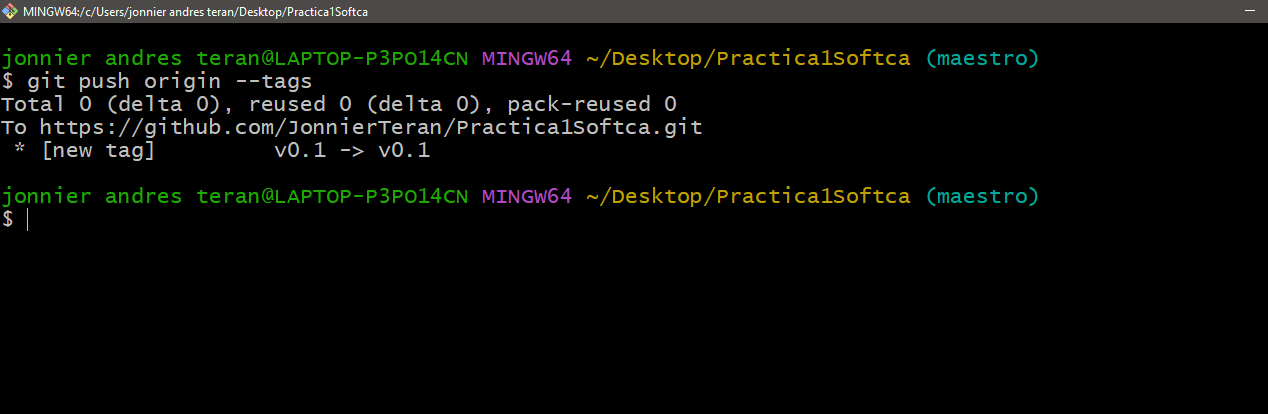 MINGW64:/c/Users/jonnier andres teran/Desktop/Practica1Softca
jonnier andres teran@LAPTOP-P3PO14CN MINGW64 ~/Desktop/Practica1Softca (maestro)
$ git push origin --tags
Total 0 (delta 0), reused 0 (delta 0), pack-reused 0
To https://github.com/JonnierTeran/Practica1Softca.git
 * [new tag]         v0.1 -> v0.1
jonnier andres teran@LAPTOP-P3PO14CN MINGW64 ~/Desktop/Practica1Softca (maestro)
$